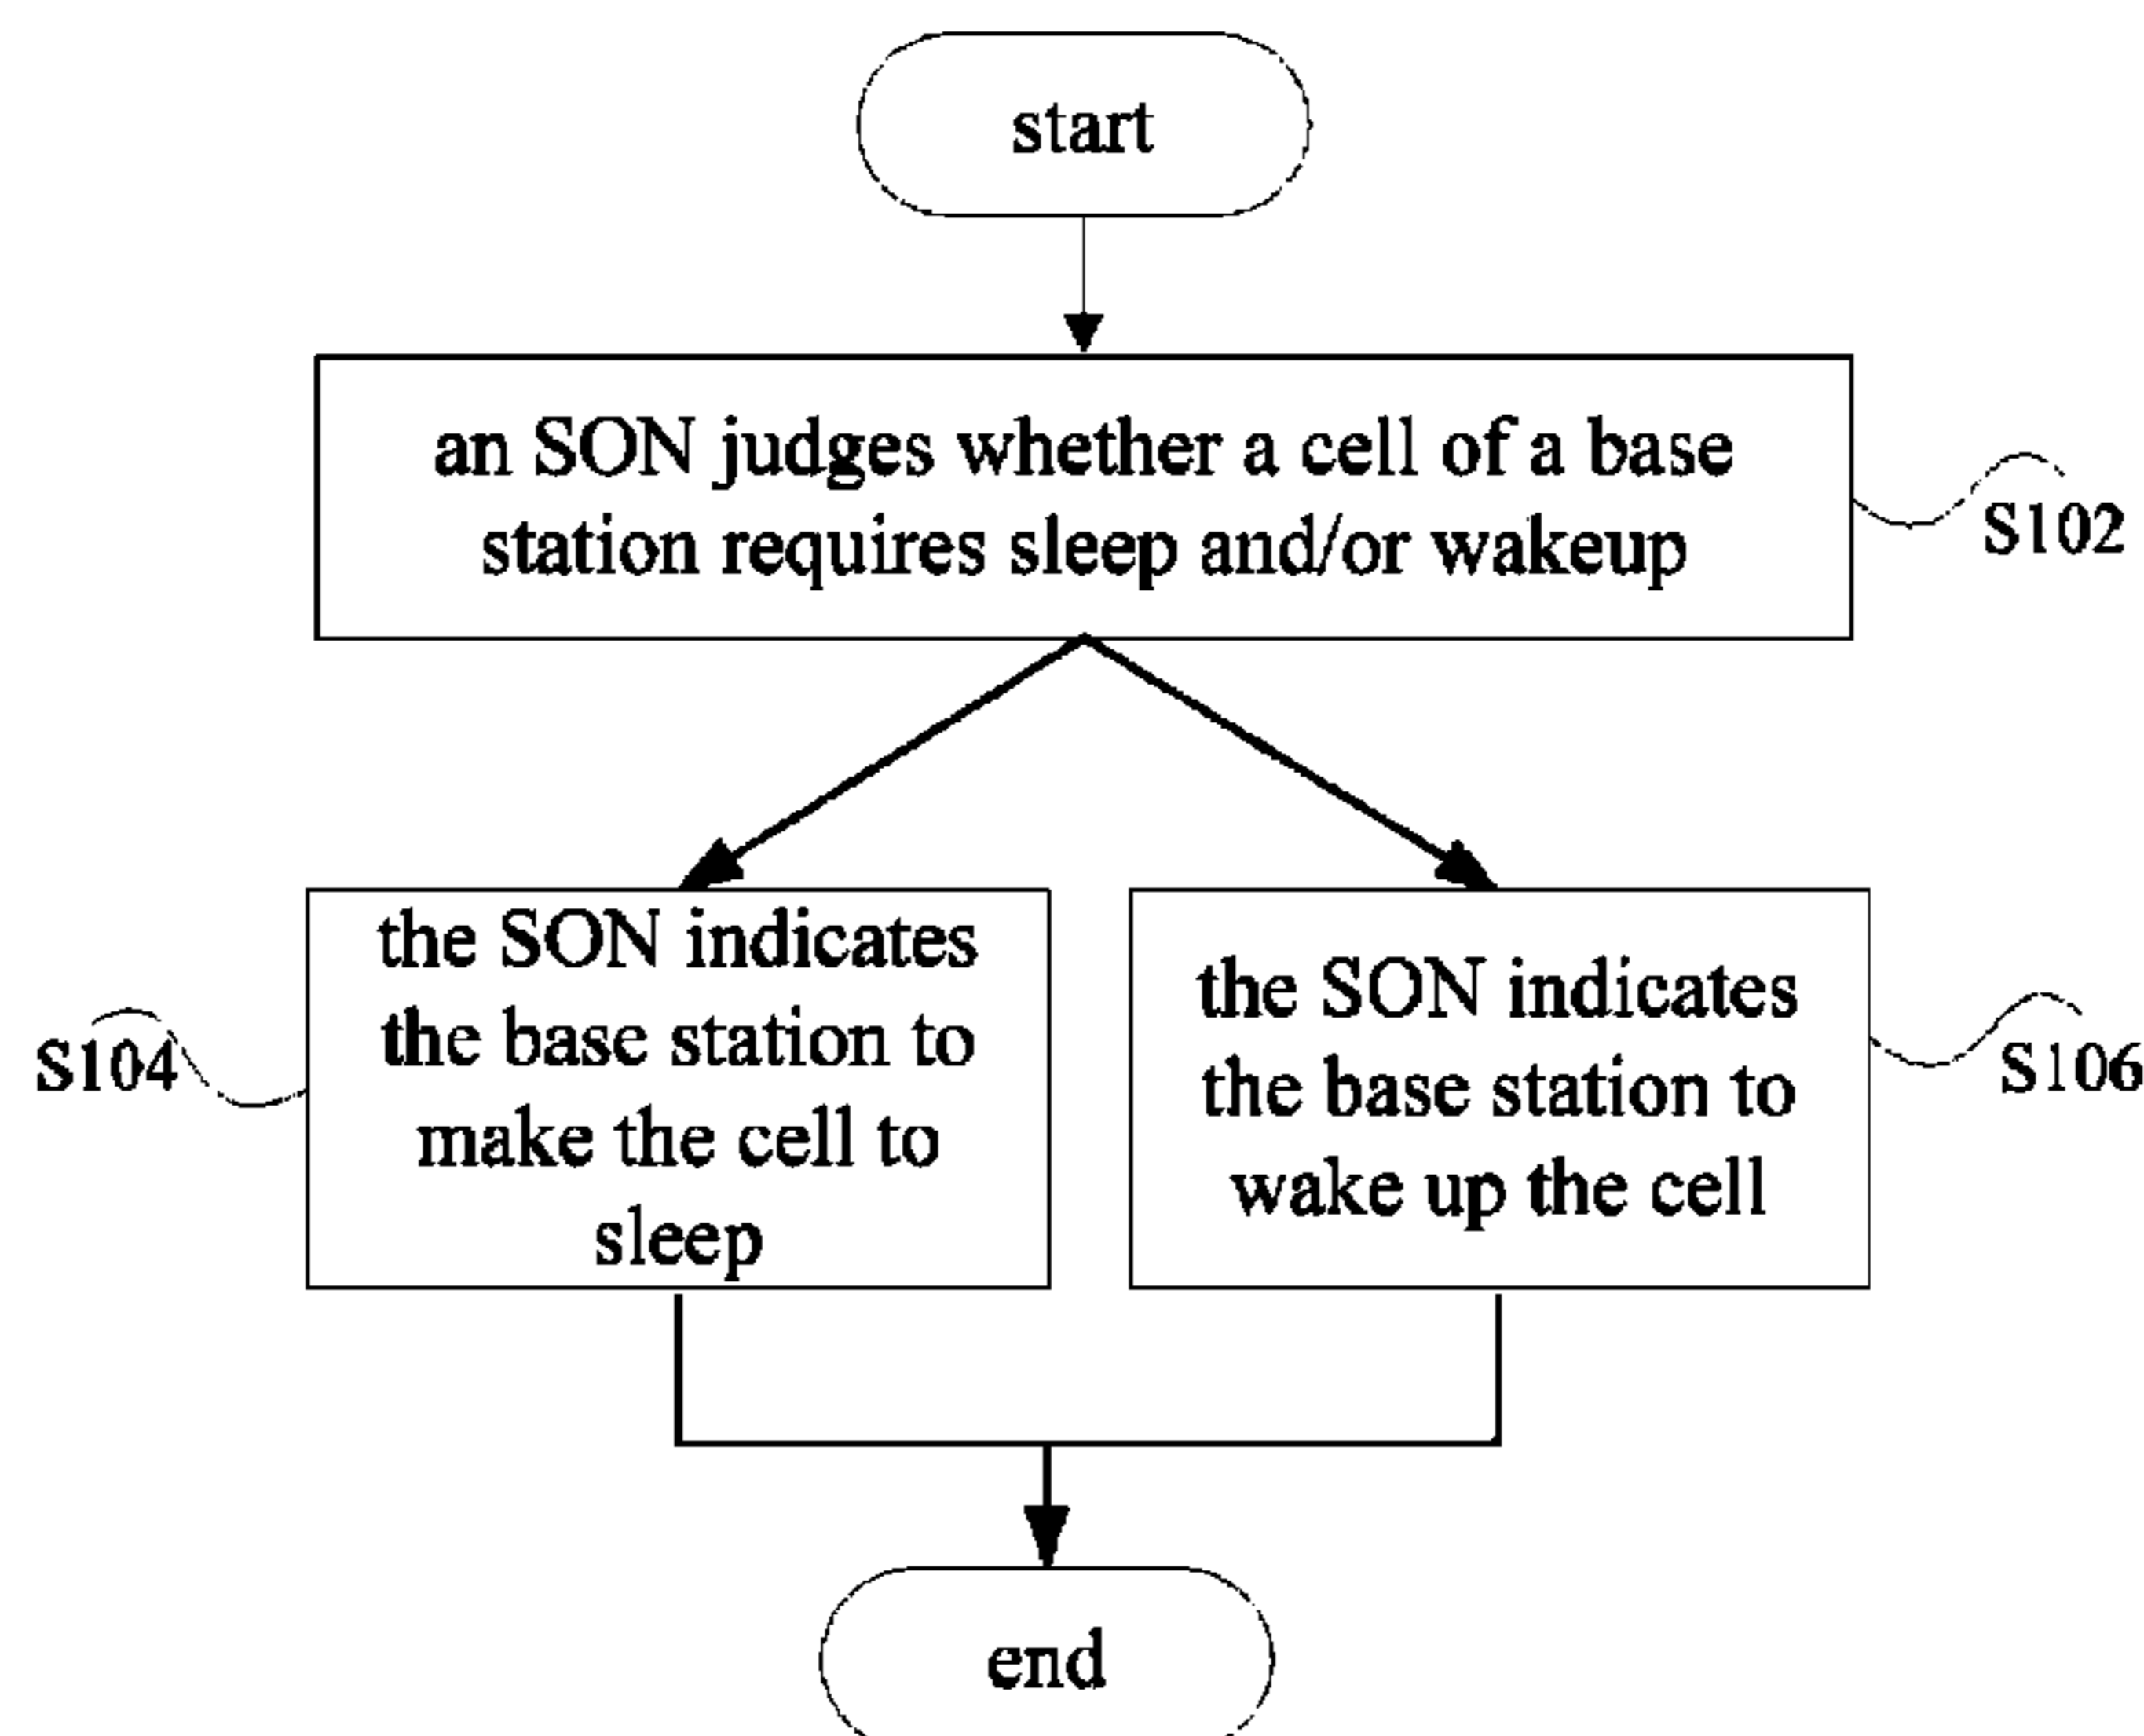 start
an SON judges whether a cell of a base
station requires sleep and/or wakeup
S102
the SON indicates
the base station to
make the cell to
sleep
S104
the SON indicates
the base station to
wake up the cell
S106
end